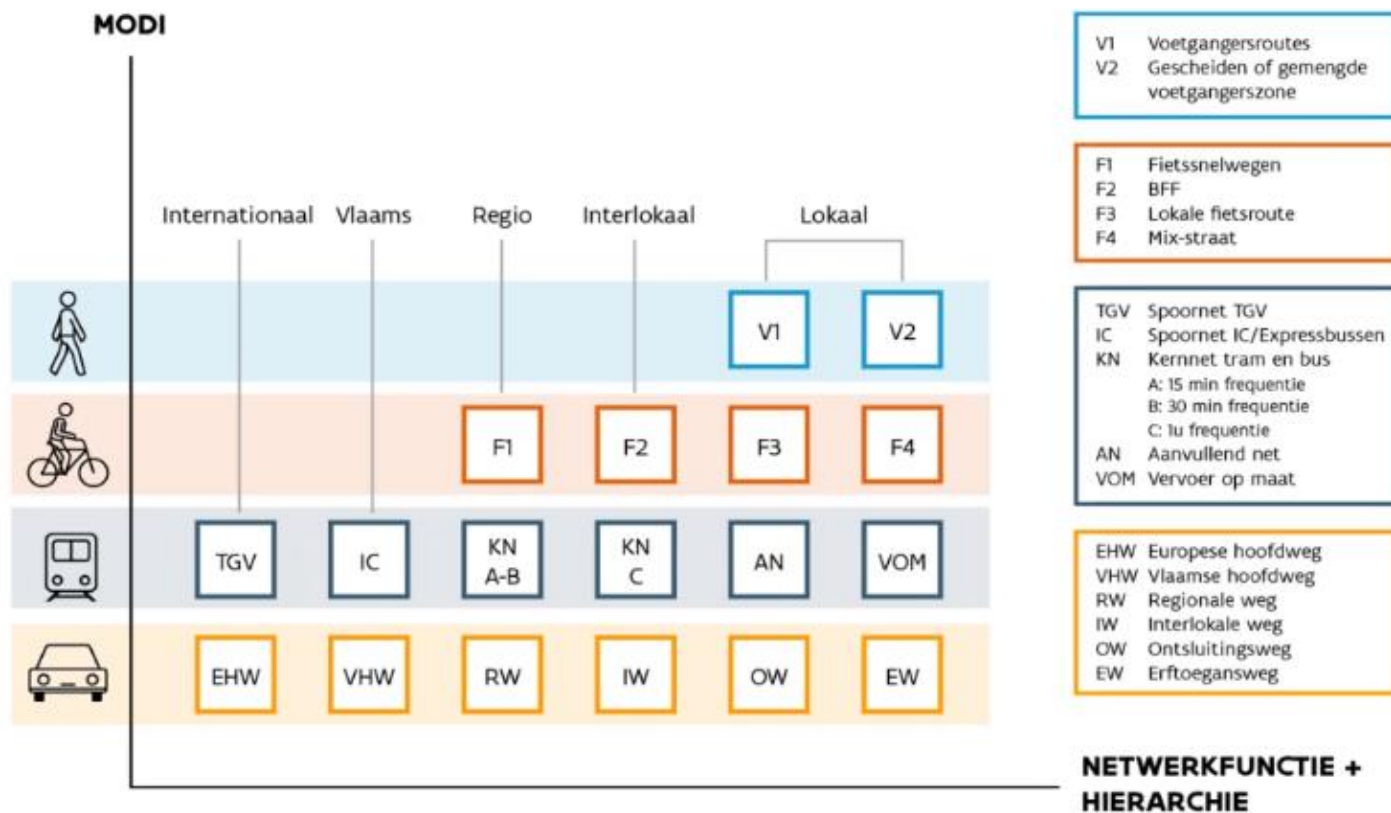 MODI
Internationaal Vlaams Regio Interlokaal Lokaal
V1 V2
F1 F2 F3 F4
TGV IC KN A-B KN C AN VOM
EHW VHW RW IW OW EW
NETWERKFUNCTIE +
HIERARCHIE
V1 Voetgangersroutes
V2 Gescheiden of gemengde
voetgangerszone
F1 Fietssnelwegen
F2 BFF
F3 Lokale fietsroute
F4 Mix-straat
TGV Spoornet TGV
IC Spoornet IC/Expressbussen
KN Kernnet tram en bus
A: 15 min frequentie
B: 30 min frequentie
C: 1u frequentie
AN Aanvullend net
VOM Vervoer op maat
EHW Europese hoofdweg
VHW Vlaamse hoofdweg
RW Regionale weg
IW Interlokale weg
OW Ontsluitingsweg
EW Erftoegansweg